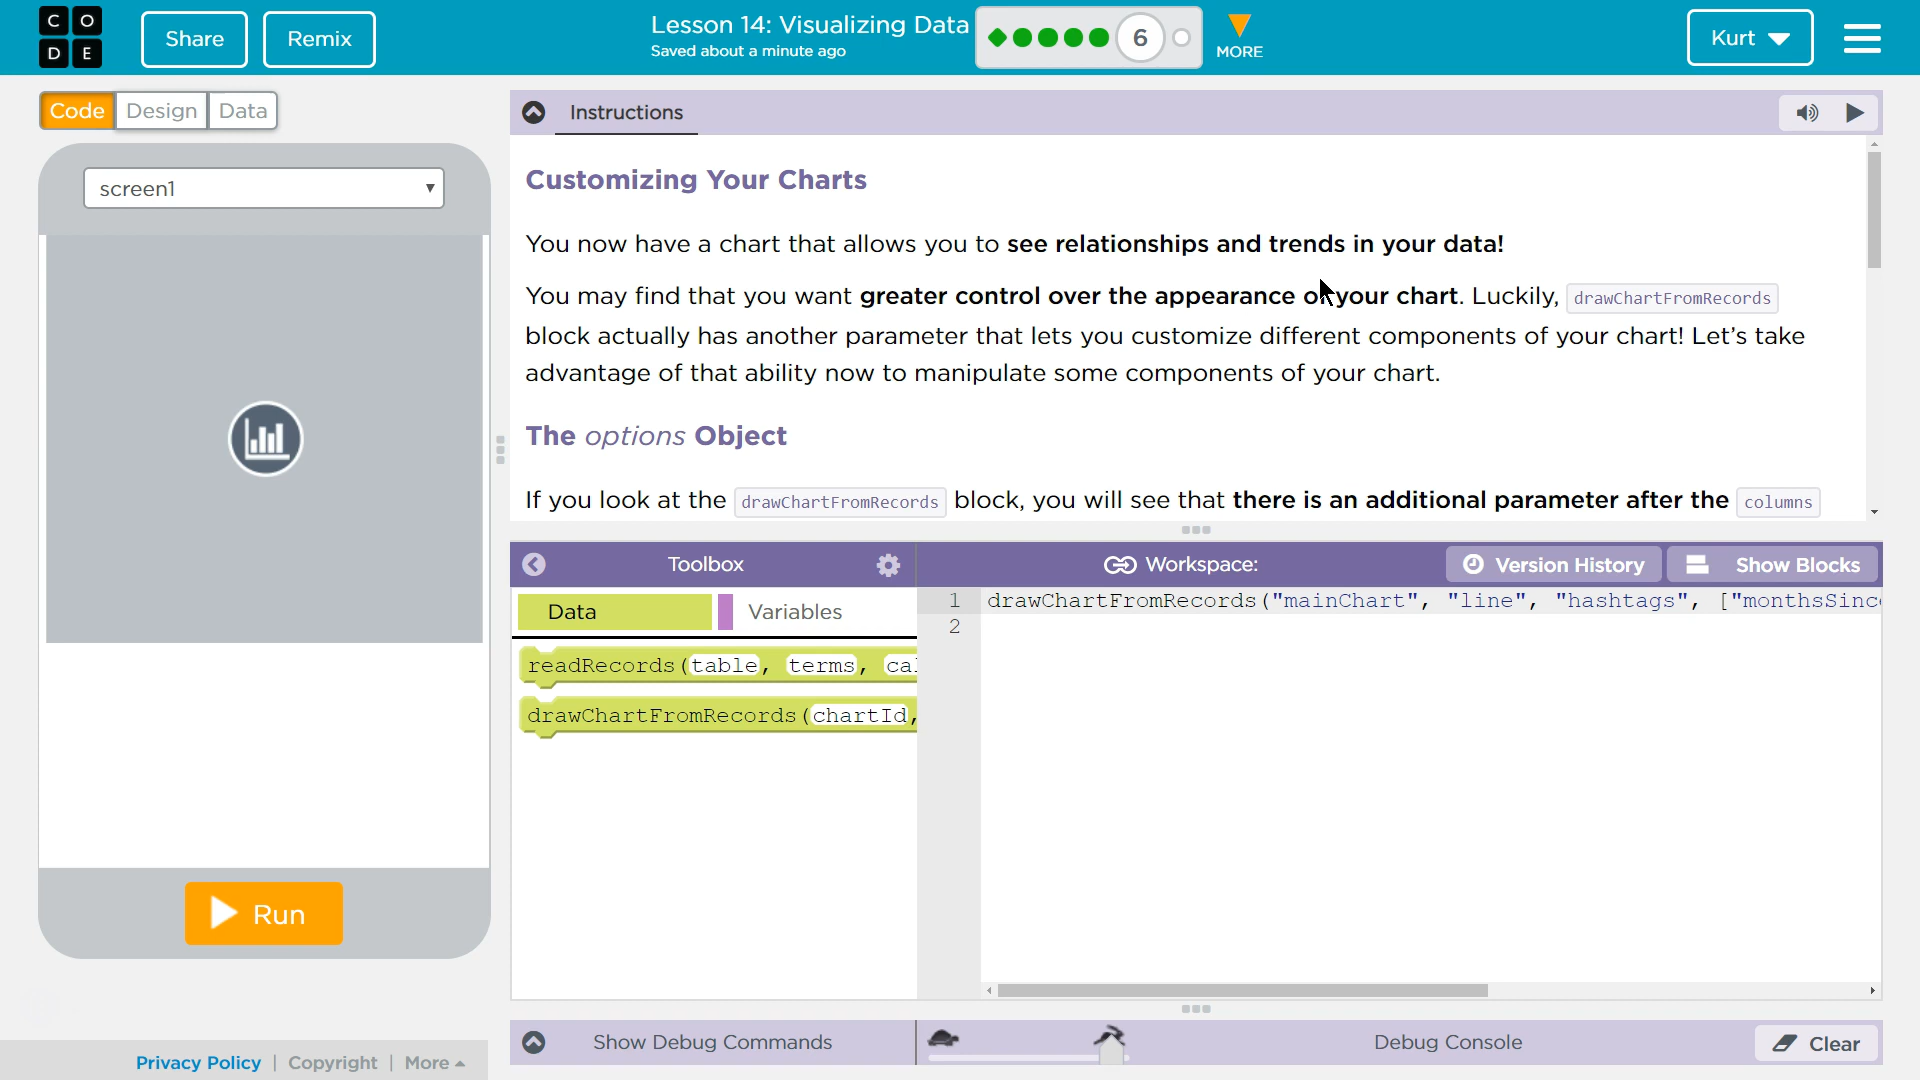 C O
D E
Share
Remix
Lesson 14: Visualizing Data
Saved about a minute ago
6
MORE
Kurt
Code
Design
Data
Instructions
screen1
Customizing Your Charts
You now have a chart that allows you to see relationships and trends in your data!
You may find that you want greater control over the appearance of your chart. Luckily, drawChartFromRecords
block actually has another parameter that lets you customize different components of your chart! Let's take
advantage of that ability now to manipulate some components of your chart.
The options Object
If you look at the drawChartFromRecords block, you will see that there is an additional parameter after the columns
Toolbox
Workspace:
Version History
Show Blocks
Data
Variables
1 drawChartFromRecords("mainChart", "line", "hashtags", ["monthsSinc
2
readRecords(table, terms, cal
drawChartFromRecords(chartId,
Run
Show Debug Commands
Debug Console
Clear
Privacy Policy | Copyright | More